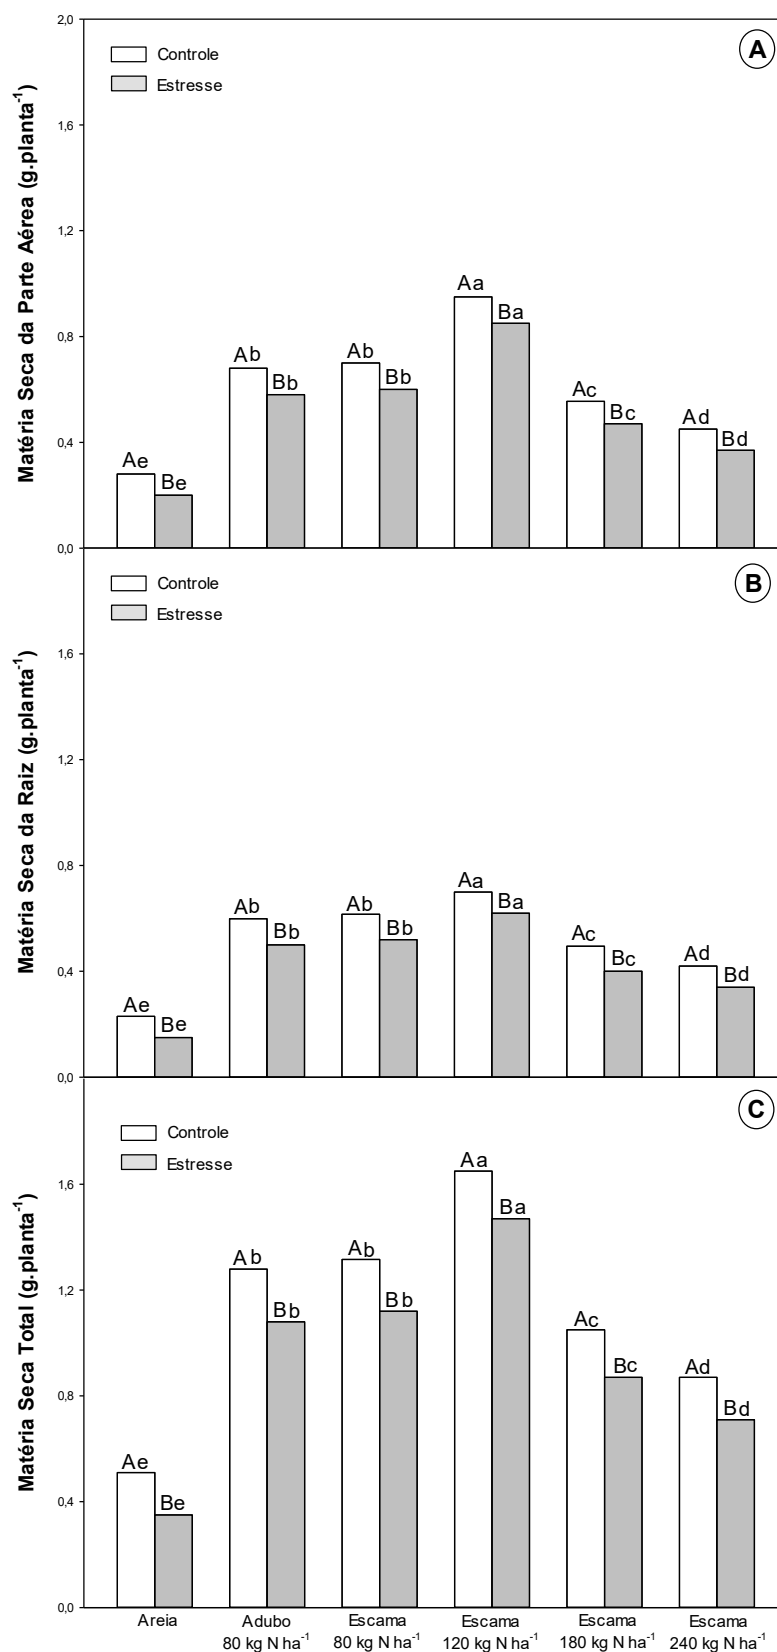 2,0
Controle
Estresse
A
1,6
1,2
0,8
0,4
0,0
Matéria Seca da Parte Aérea (g.planta⁻¹)
Ae
Be
Ab
Bb
Ab
Bb
Aa
Ba
Ac
Bc
Ad
Bd
Controle
Estresse
B
1,6
1,2
0,8
0,4
0,0
Matéria Seca da Raiz (g.planta⁻¹)
Ae
Be
Ab
Bb
Ab
Bb
Aa
Ba
Ac
Bc
Ad
Bd
Controle
Estresse
C
1,6
1,2
0,8
0,4
0,0
Matéria Seca Total (g.planta⁻¹)
Ae
Be
Ab
Bb
Ab
Bb
Aa
Ba
Ac
Bc
Ad
Bd
Areia
Adubo
80 kg N ha⁻¹
Escama
80 kg N ha⁻¹
Escama
120 kg N ha⁻¹
Escama
180 kg N ha⁻¹
Escama
240 kg N ha⁻¹